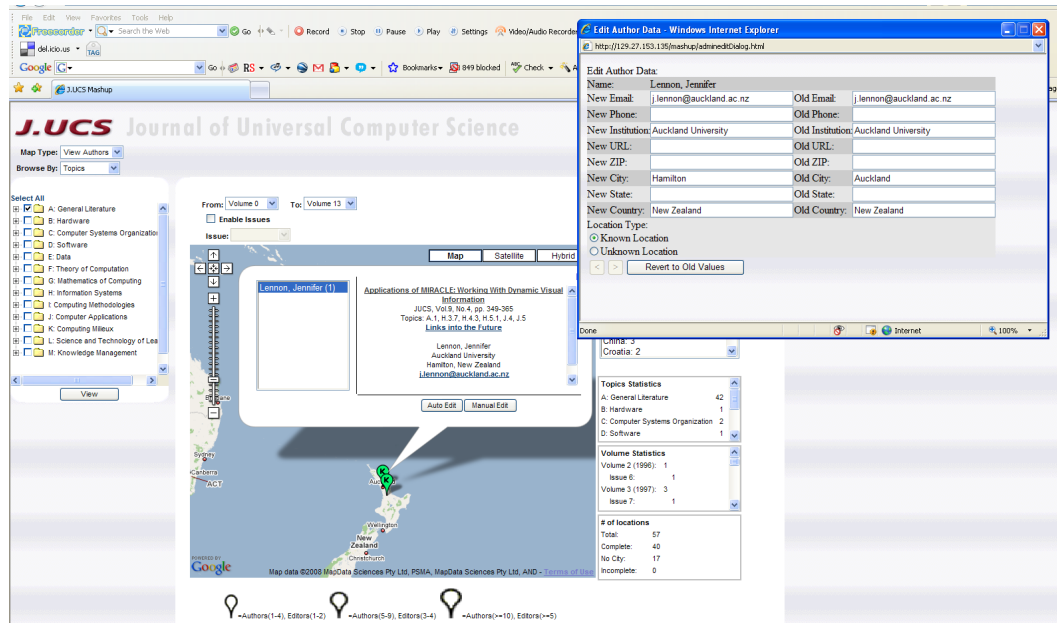 File Edit View Favorites Tools Help
Freecorder Search the Web Go Record Stop Pause Play Settings Video/Audio Recorder
del.icio.us TAG
Google G Go RS M Bookmarks 849 blocked Check
J.UCS Mashup
J.UCS Journal of Universal Computer Science
Map Type: View Authors
Browse By: Topics
Select All
A: General Literature
B: Hardware
C: Computer Systems Organization
D: Software
E: Data
F: Theory of Computation
G: Mathematics of Computing
H: Information Systems
I: Computing Methodologies
J: Computer Applications
K: Computing Milieux
L: Science and Technology of Lea
M: Knowledge Management
View
From: Volume 0 To: Volume 13
Enable Issues
Issue:
Map Satellite Hybrid
Lennon, Jennifer (1)
Applications of MIRACLE: Working With Dynamic Visual
Information
JUCS, Vol.9, No.4, pp. 349-365
Topics: A.1, H.3.7, H.4.3, H.5.1, J.4, J.5
Links into the Future
Lennon, Jennifer
Auckland University
Hamilton, New Zealand
j.lennon@auckland.ac.nz
Auto Edit Manual Edit
Sydney
Canberra
ACT
Wellington
New
Zealand
Christchurch
POWERED BY
Google
Map data ©2008 MapData Sciences Pty Ltd, PSMA, MapData Sciences Pty Ltd, AND - Terms of Use
=Authors(1-4), Editors(1-2) =Authors(5-9), Editors(3-4) =Authors(>=10), Editors(>=5)
China: 3
Croatia: 2
Topics Statistics
A: General Literature 42
B: Hardware 1
C: Computer Systems Organization 2
D: Software 1
Volume Statistics
Volume 2 (1996): 1
Issue 6: 1
Volume 3 (1997): 3
Issue 7: 1
# of locations
Total: 57
Complete: 40
No City: 17
Incomplete: 0
Edit Author Data - Windows Internet Explorer
http://129.27.153.135/mashup/admineditDialog.html
Edit Author Data:
Name: Lennon, Jennifer
New Email: j.lennon@auckland.ac.nz Old Email: j.lennon@auckland.ac.nz
New Phone: Old Phone:
New Institution: Auckland University Old Institution: Auckland University
New URL: Old URL:
New ZIP: Old ZIP:
New City: Hamilton Old City: Auckland
New State: Old State:
New Country: New Zealand Old Country: New Zealand
Location Type:
Known Location
Unknown Location
< > Revert to Old Values
Done Internet 100%